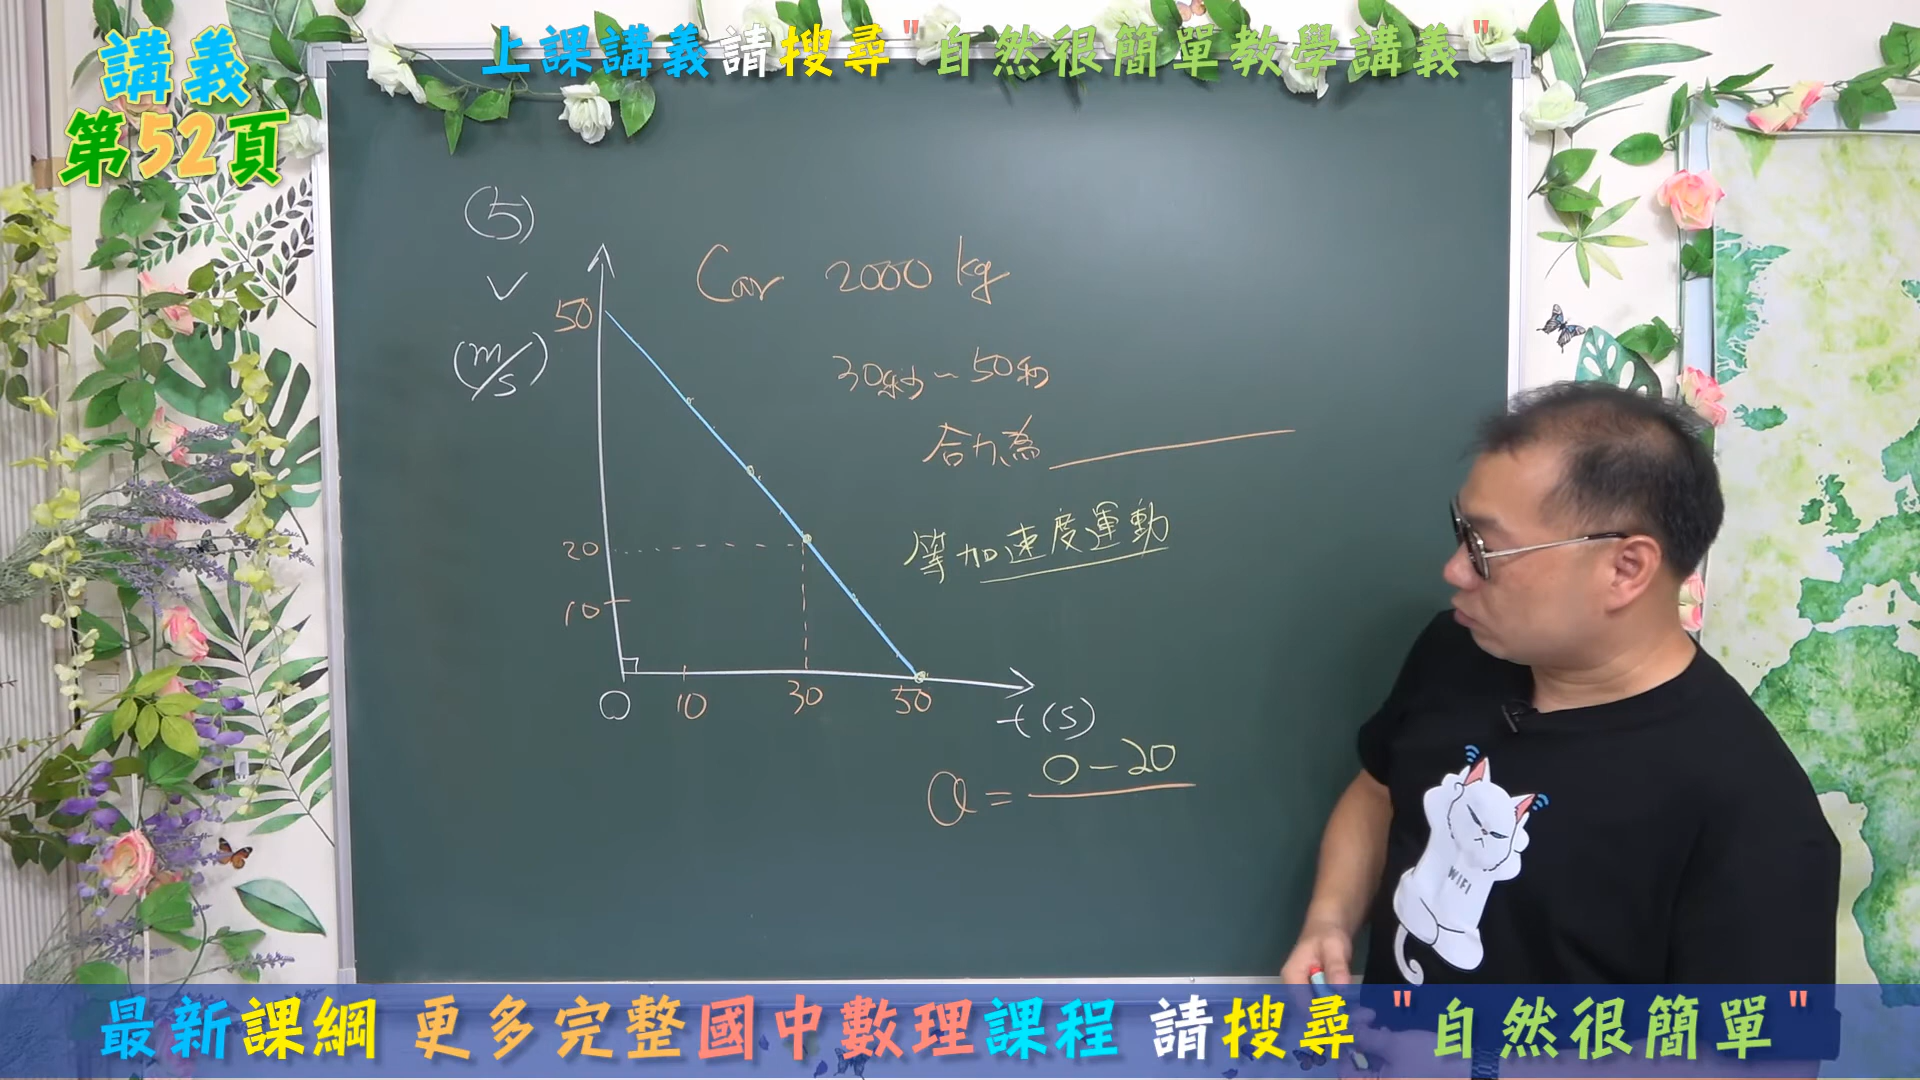 上課講義請搜尋"自然很簡單教學講義"
講義
第52頁
(5)
v
(m/s)
50
20
10
0
10
30
50
t(s)
Car 2000 kg
30秒~50秒
合力為
等加速度運動
a = 0-20
WIFI
最新課綱 更多完整國中數理課程 請搜尋 "自然很簡單"